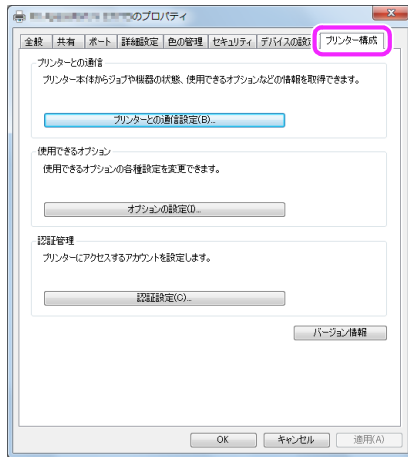 のプロパティ
全般 共有 ポート 詳細設定 色の管理 セキュリティ デバイスの設定 プリンター構成
プリンターとの通信
プリンター本体からジョブや機器の状態、使用できるオプションなどの情報を取得できます。
プリンターとの通信設定(B)...
使用できるオプション
使用できるオプションの各種設定を変更できます。
オプションの設定(I)...
認証管理
プリンターにアクセスするアカウントを設定します。
認証設定(C)...
バージョン情報
OK キャンセル 適用(A)